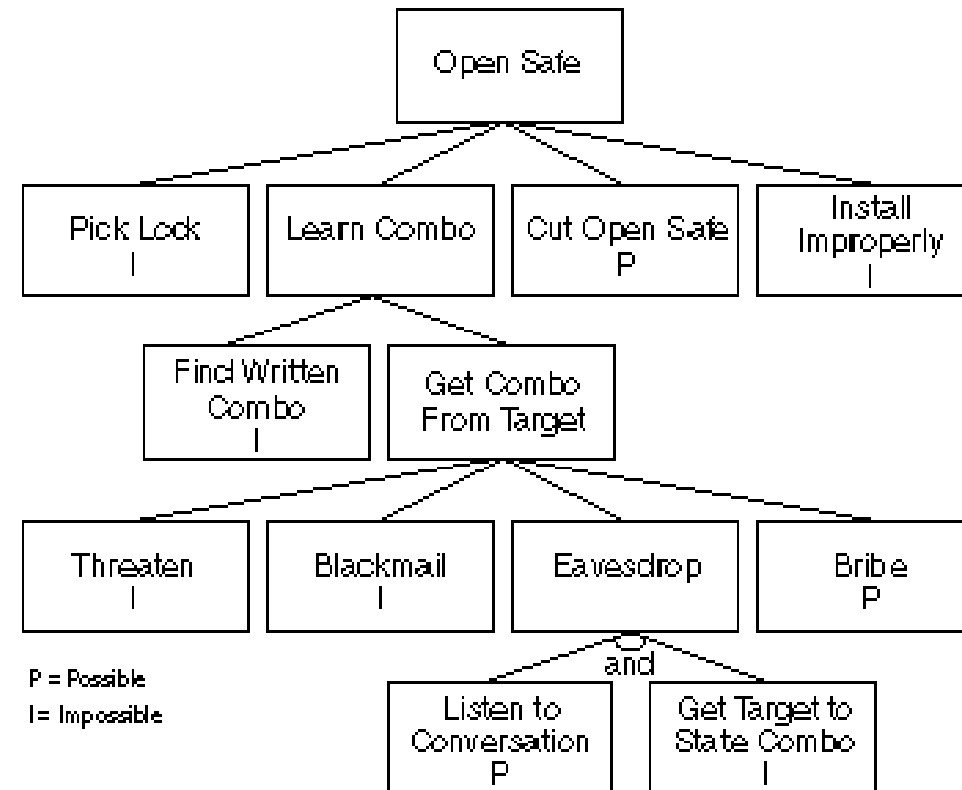 Open Safe
Pick Lock
I
Learn Combo
Cut Open Safe
P
Install
Improperly
I
Find Written
Combo
I
Get Combo
From Target
Threaten
I
Blackmail
I
Eavesdrop
Bribe
P
and
P = Possible
I = Impossible
Listen to
Conversation
P
Get Target to
State Combo
I